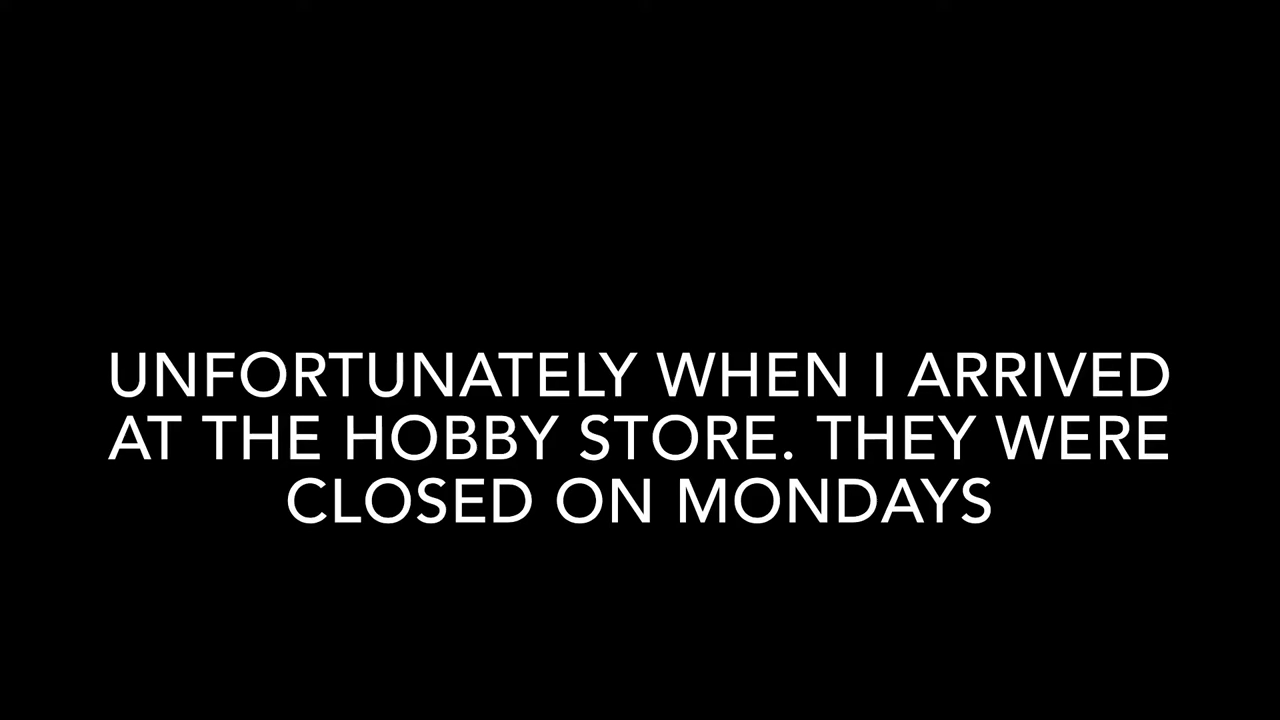 UNFORTUNATELY WHEN I ARRIVED
AT THE HOBBY STORE. THEY WERE
CLOSED ON MONDAYS